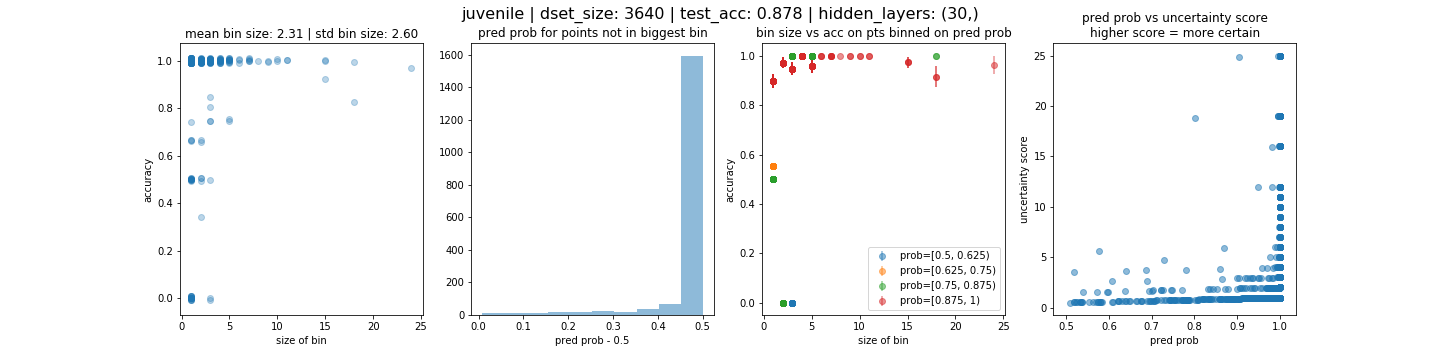 juvenile | dset_size: 3640 | test_acc: 0.878 | hidden_layers: (30,)
mean bin size: 2.31 | std bin size: 2.60
accuracy
1.0
0.8
0.6
0.4
0.2
0.0
0 5 10 15 20 25
size of bin
pred prob for points not in biggest bin
1600
1400
1200
1000
800
600
400
200
0
0.0 0.1 0.2 0.3 0.4 0.5
pred prob - 0.5
bin size vs acc on pts binned on pred prob
accuracy
1.0
0.8
0.6
0.4
0.2
0.0
prob=[0.5, 0.625)
prob=[0.625, 0.75)
prob=[0.75, 0.875)
prob=[0.875, 1)
0 5 10 15 20 25
size of bin
pred prob vs uncertainty score
higher score = more certain
uncertainty score
25
20
15
10
5
0
0.5 0.6 0.7 0.8 0.9 1.0
pred prob